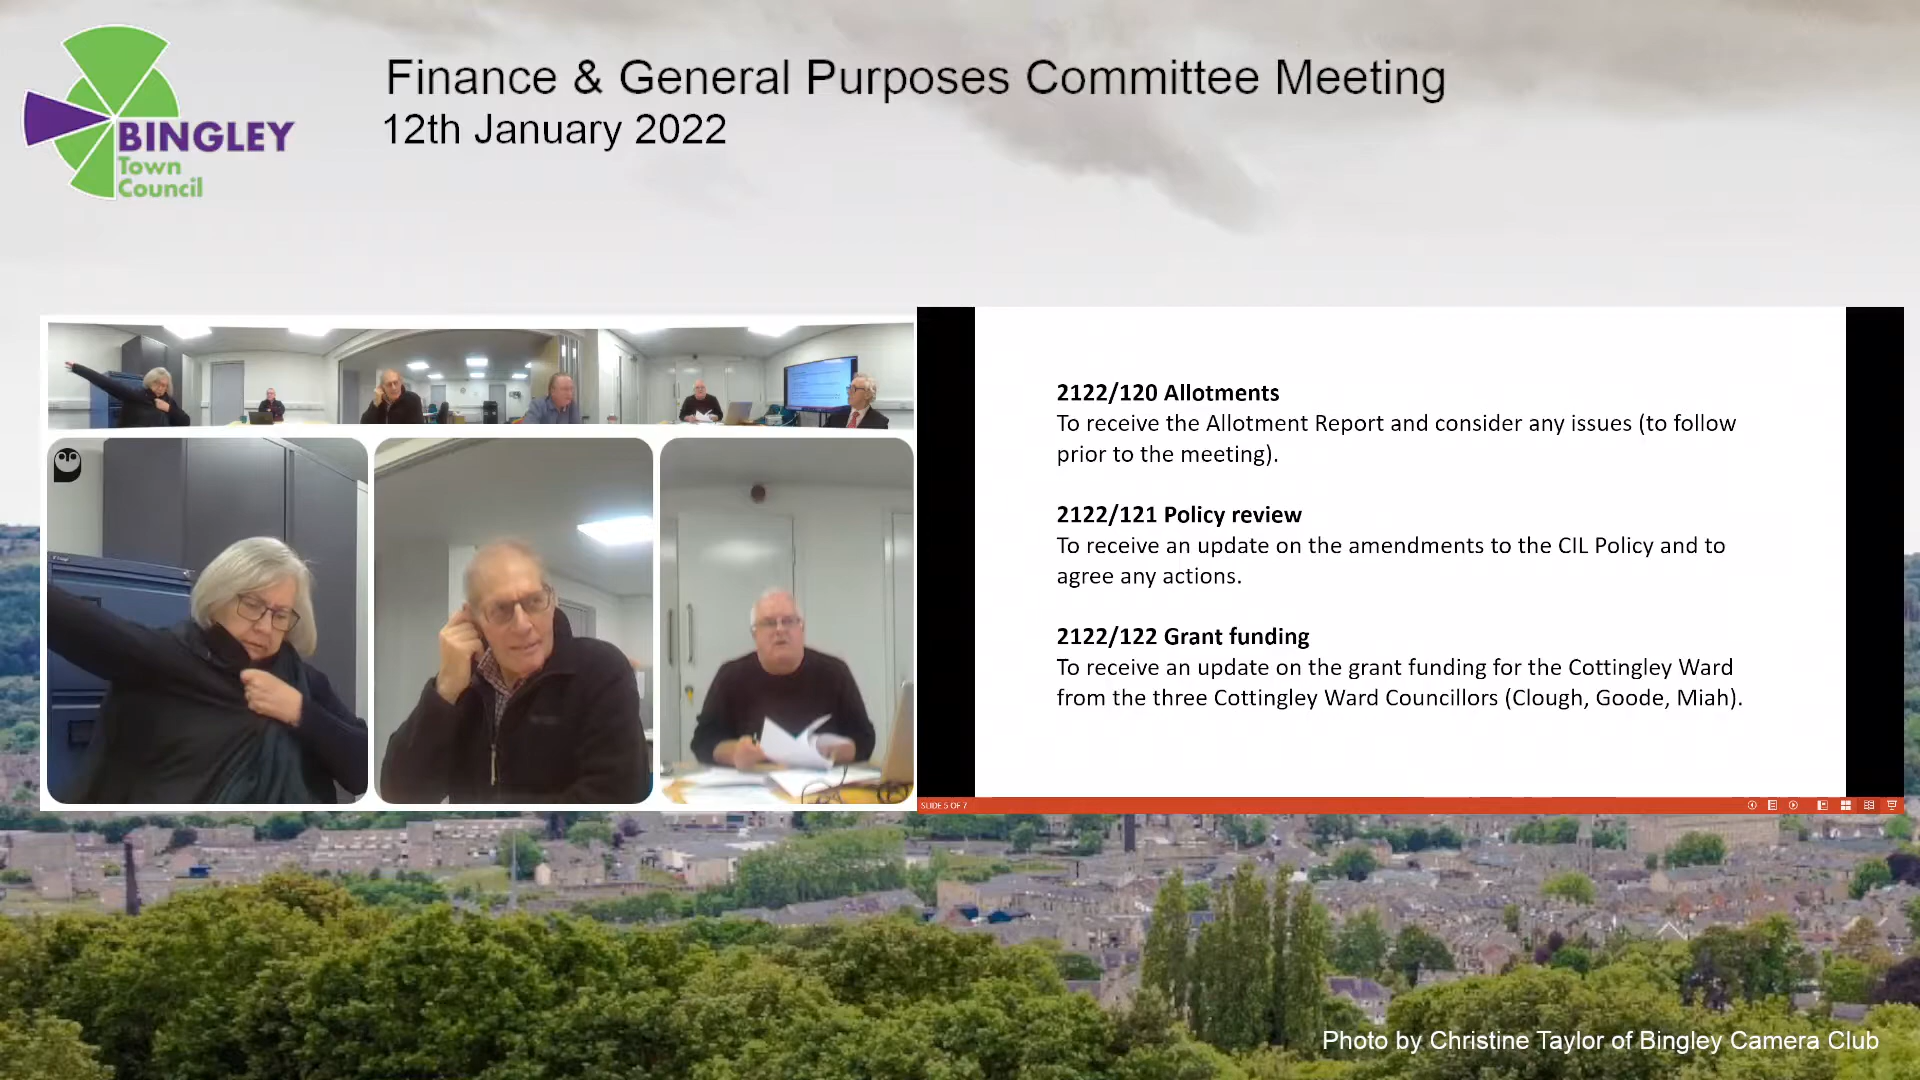 BINGLEY
Town
Council
Finance & General Purposes Committee Meeting
12th January 2022
2122/120 Allotments
To receive the Allotment Report and consider any issues (to follow
prior to the meeting).
2122/121 Policy review
To receive an update on the amendments to the CIL Policy and to
agree any actions.
2122/122 Grant funding
To receive an update on the grant funding for the Cottingley Ward
from the three Cottingley Ward Councillors (Clough, Goode, Miah).
SLIDE 5 OF 7
Photo by Christine Taylor of Bingley Camera Club